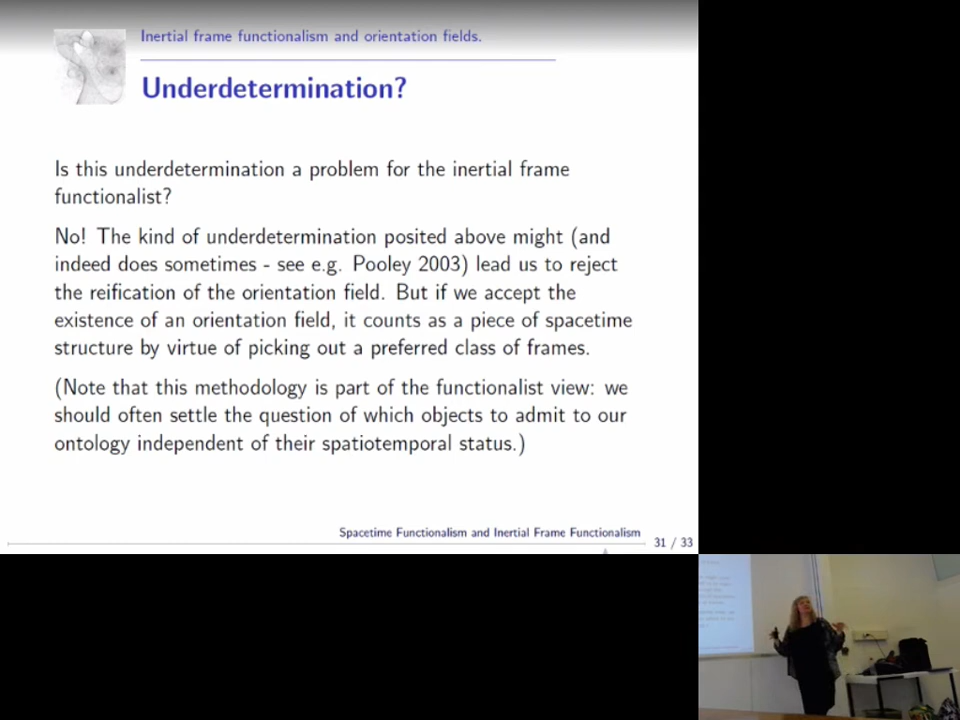 Inertial frame functionalism and orientation fields.
Underdetermination?
Is this underdetermination a problem for the inertial frame
functionalist?
No! The kind of underdetermination posited above might (and
indeed does sometimes - see e.g. Pooley 2003) lead us to reject
the reification of the orientation field. But if we accept the
existence of an orientation field, it counts as a piece of spacetime
structure by virtue of picking out a preferred class of frames.
(Note that this methodology is part of the functionalist view: we
should often settle the question of which objects to admit to our
ontology independent of their spatiotemporal status.)
Spacetime Functionalism and Inertial Frame Functionalism
31 / 33